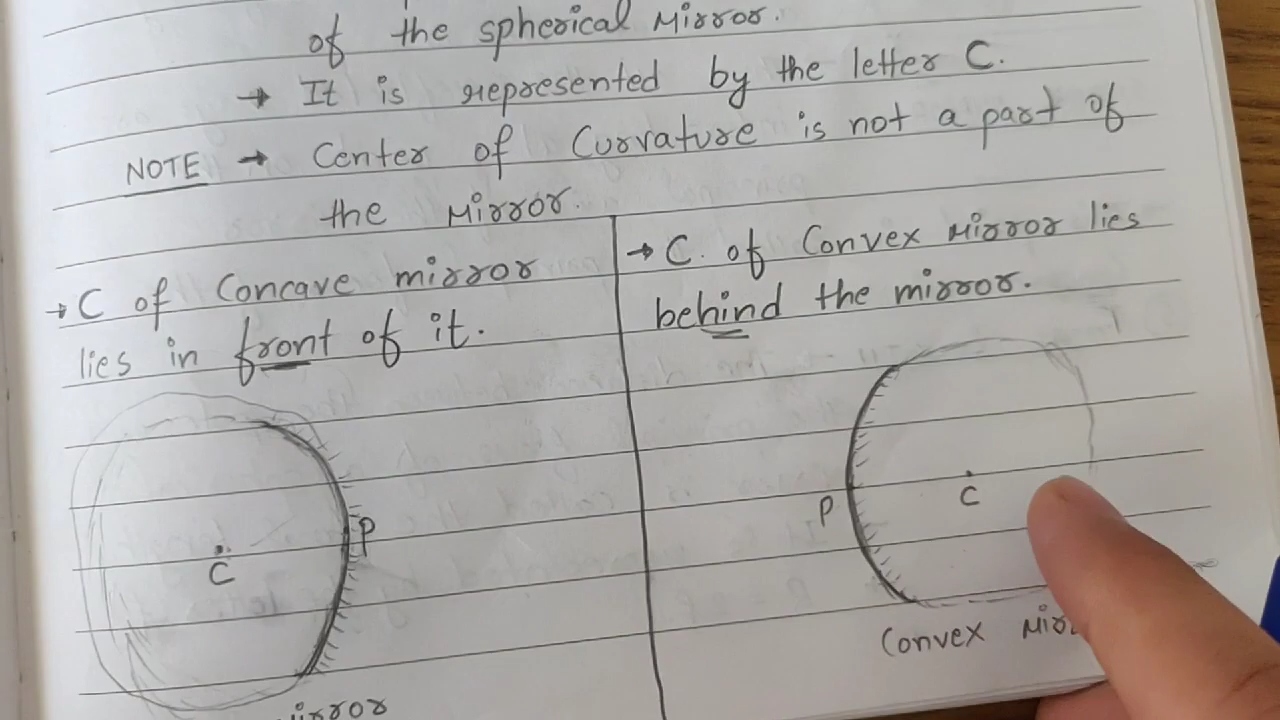 of the spherical Mirror.
→ It is represented by the letter C.
NOTE → Center of Curvature is not a part of
the Mirror.
→ C of Concave mirror
lies in front of it.
C
P
→ C. of Convex Mirror lies
behind the mirror.
P
C
Convex